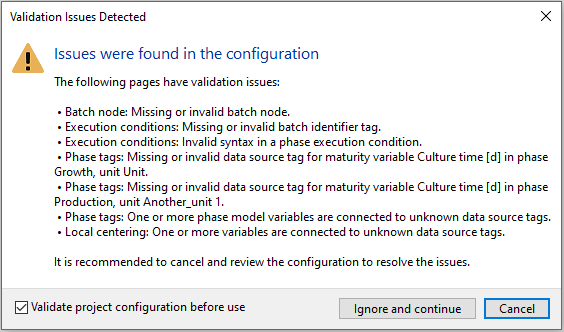 Validation Issues Detected
Issues were found in the configuration
The following pages have validation issues:
• Batch node: Missing or invalid batch node.
• Execution conditions: Missing or invalid batch identifier tag.
• Execution conditions: Invalid syntax in a phase execution condition.
• Phase tags: Missing or invalid data source tag for maturity variable Culture time [d] in phase
Growth, unit Unit.
• Phase tags: Missing or invalid data source tag for maturity variable Culture time [d] in phase
Production, unit Another_unit 1.
• Phase tags: One or more phase model variables are connected to unknown data source tags.
• Local centering: One or more variables are connected to unknown data source tags.
It is recommended to cancel and review the configuration to resolve the issues.
Validate project configuration before use
Ignore and continue
Cancel